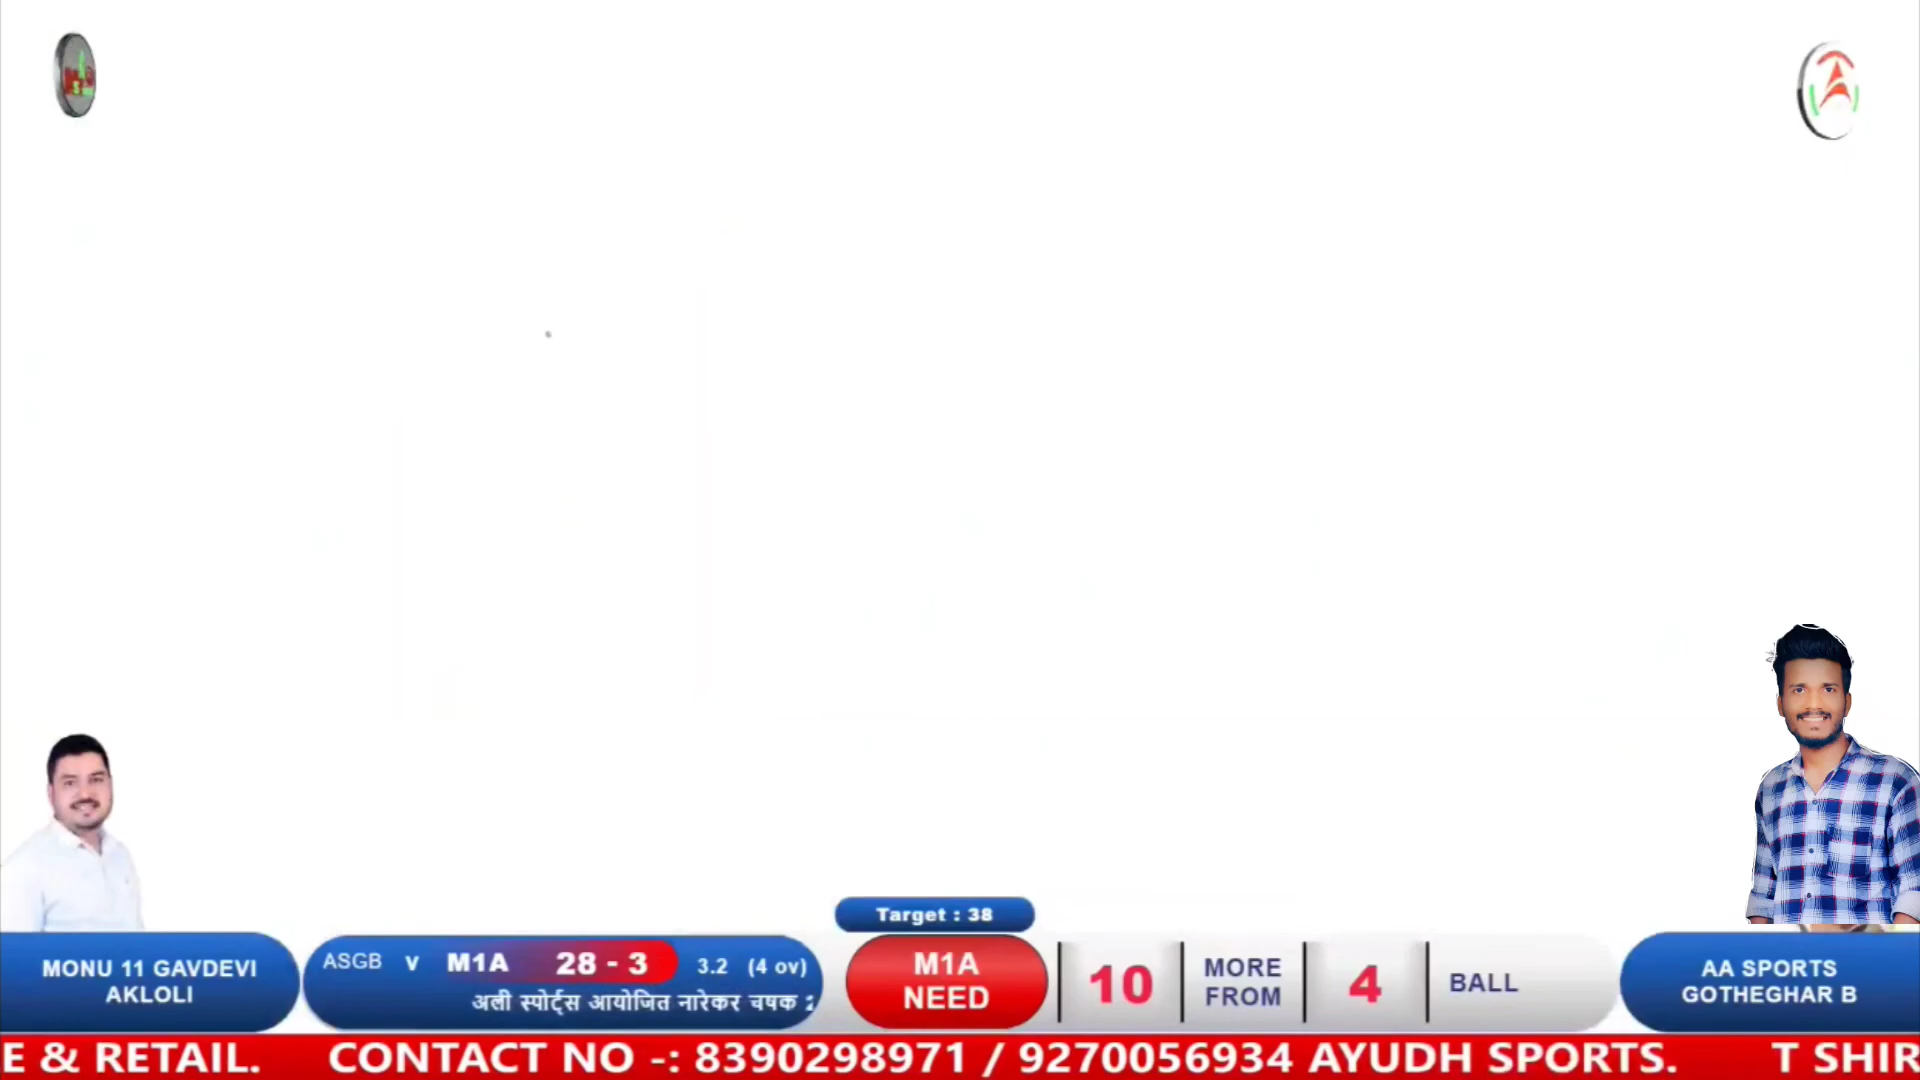 Target : 38
MONU 11 GAVDEVI
AKLOLI
ASGB v M1A 28 - 3 3.2 (4 ov)
अली स्पोर्ट्स आयोजित नारेकर चषक
M1A
NEED
10
MORE
FROM
4
BALL
AA SPORTS
GOTHEGHAR B
E & RETAIL. CONTACT NO -: 8390298971 / 9270056934 AYUDH SPORTS. T SHIR